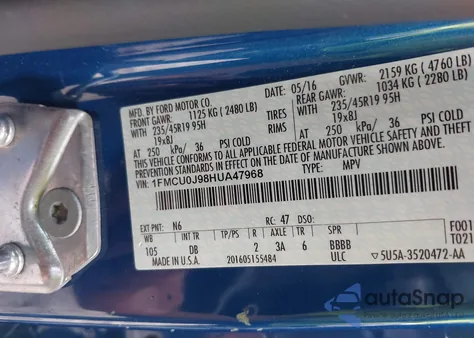 MFD. BY FORD MOTOR CO.
DATE: 05/16 GVWR: 2159 KG ( 4760 LB)
FRONT GAWR: 1125 KG ( 2480 LB) REAR GAWR: 1034 KG ( 2280 LB)
WITH 235/45R19 95H TIRES WITH 235/45R19 95H
19x8J RIMS 19x8J
AT 250 kPa/ 36 PSI COLD AT 250 kPa/ 36 PSI COLD
THIS VEHICLE CONFORMS TO ALL APPLICABLE FEDERAL MOTOR VEHICLE SAFETY AND THEFT PREVENTION STANDARDS IN EFFECT ON THE DATE OF MANUFACTURE SHOWN ABOVE.
VIN: 1FMCU0J98HUA47968 TYPE: MPV
EXT PNT: N6 RC: 47 DSO: F001
WB INT TR TP/PS R AXLE TR SPR T021
105 DB 2 3A 6 BBBB
MADE IN U.S.A. 201605155484 ULC ▽5U5A-3520472-AA
autoSnap